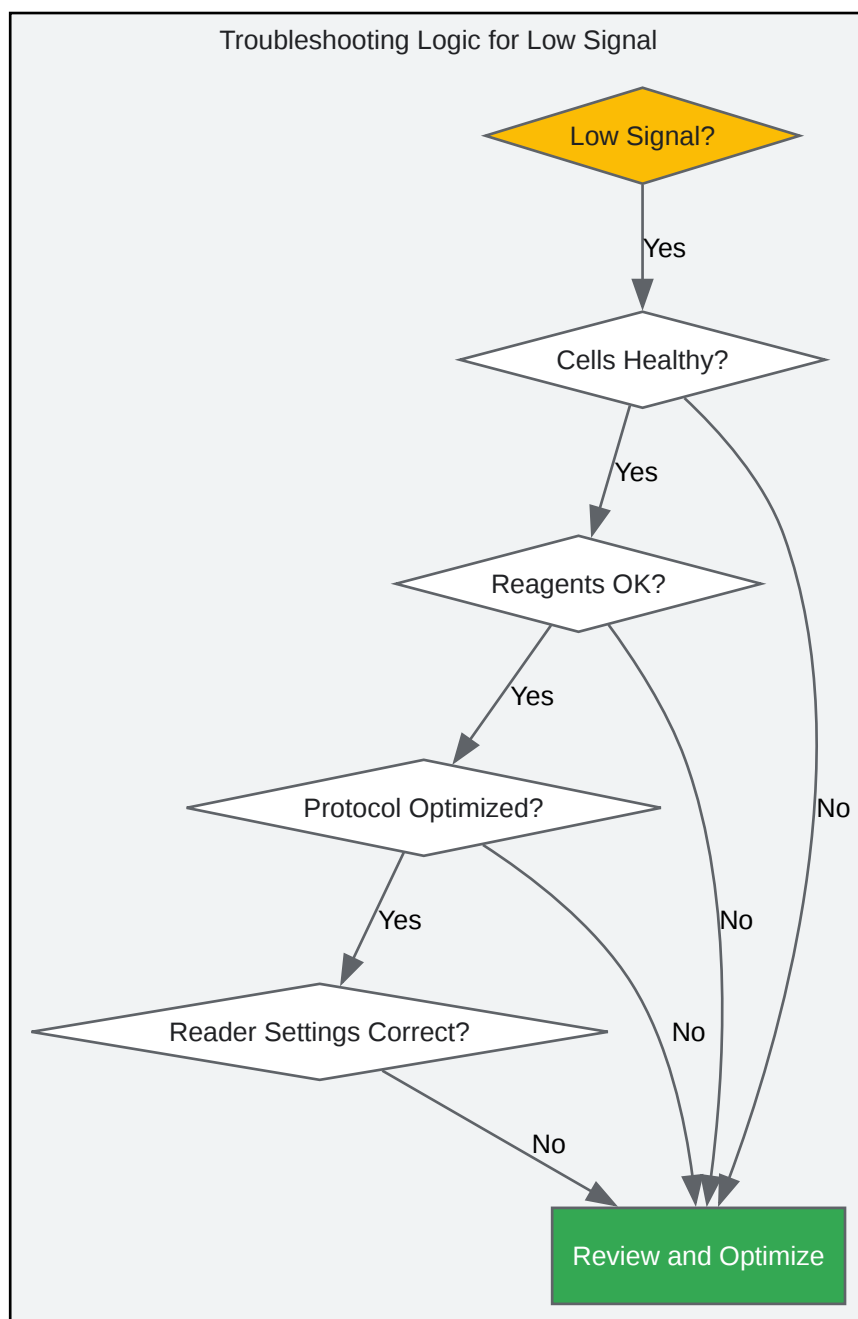 Troubleshooting Logic for Low Signal
Low Signal?
Yes
Cells Healthy?
Yes
Reagents OK?
Yes
Protocol Optimized?
No
Yes
No
Reader Settings Correct?
No
No
Review and Optimize